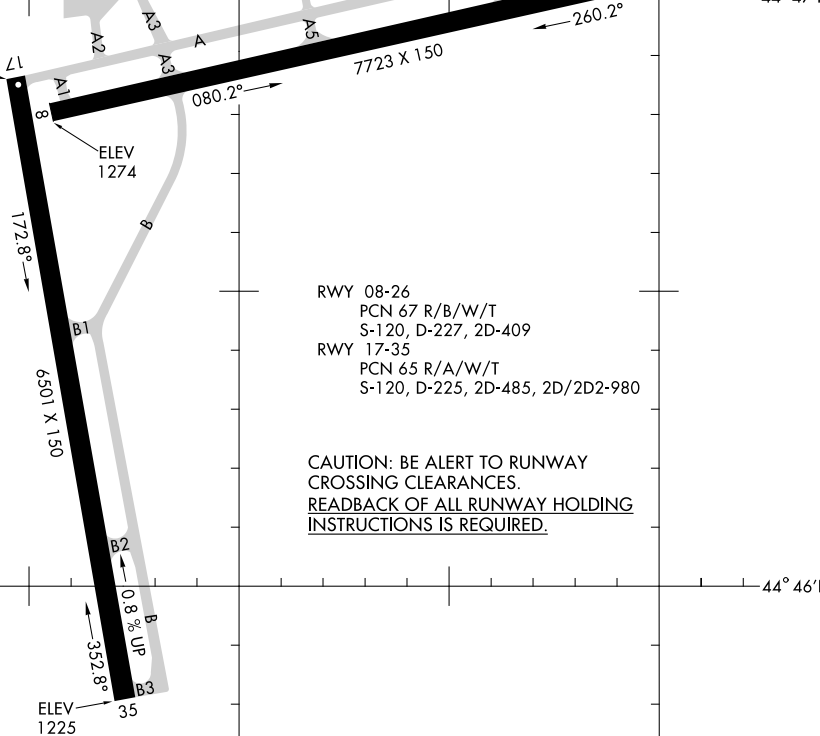 44° 47'
260.2°
7723 X 150
A3
A2
A
A3
A5
17
A1
8
080.2°
ELEV
1274
172.8°
B
B1
6501 X 150
RWY 08-26
PCN 67 R/B/W/T
S-120, D-227, 2D-409
RWY 17-35
PCN 65 R/A/W/T
S-120, D-225, 2D-485, 2D/2D2-980
CAUTION: BE ALERT TO RUNWAY
CROSSING CLEARANCES.
READBACK OF ALL RUNWAY HOLDING
INSTRUCTIONS IS REQUIRED.
B2
44° 46'
0.8 % UP
B
352.8°
B3
35
ELEV
1225